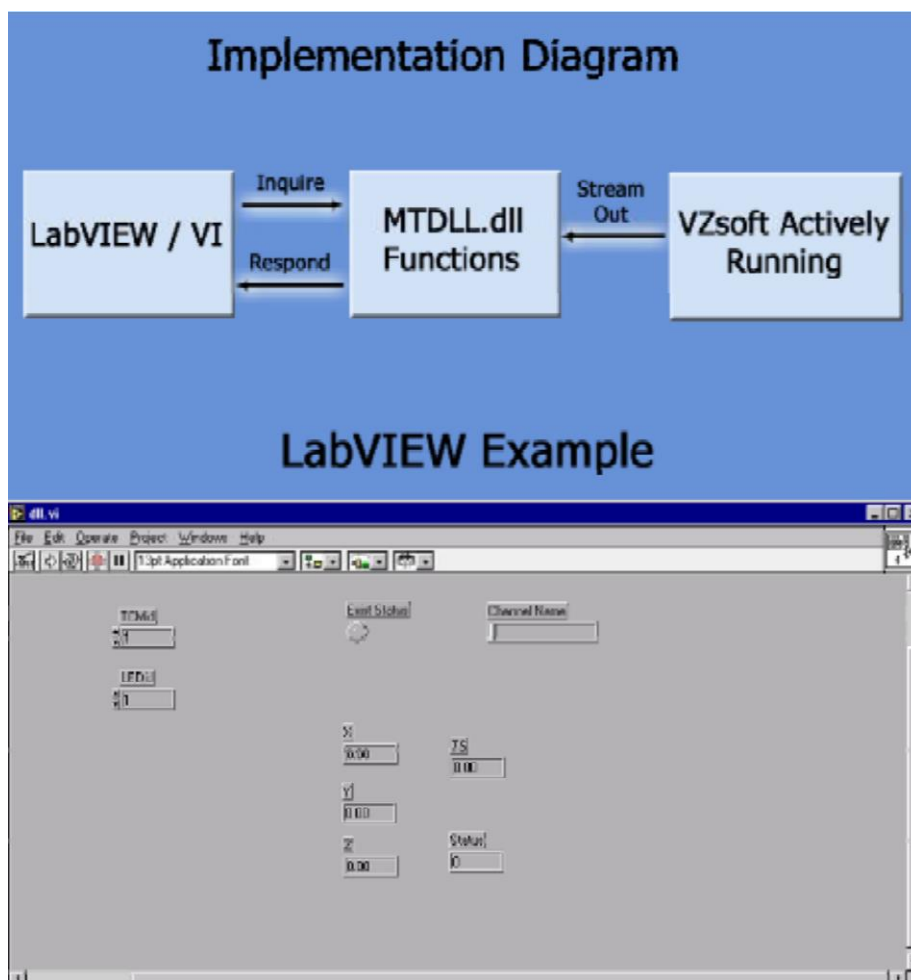 Implementation Diagram
Inquire
Stream
Out
LabVIEW / VI
MTDLL.dll
Functions
VZsoft Actively
Running
Respond
LabVIEW Example
dll.vi
File Edit Operate Project Windows Help
13pt Application Font
TCMid
Exist Status
Channel Name
1
LEDid
1
X
0.00
TS
0.00
Y
0.00
Z
0.00
Status
0